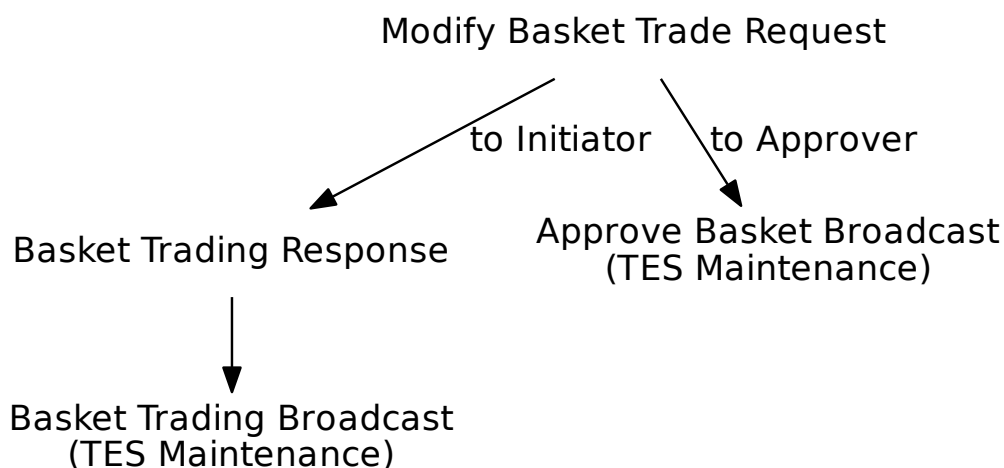 Modify Basket Trade Request
to Initiator
to Approver
Basket Trading Response
Approve Basket Broadcast
(TES Maintenance)
Basket Trading Broadcast
(TES Maintenance)